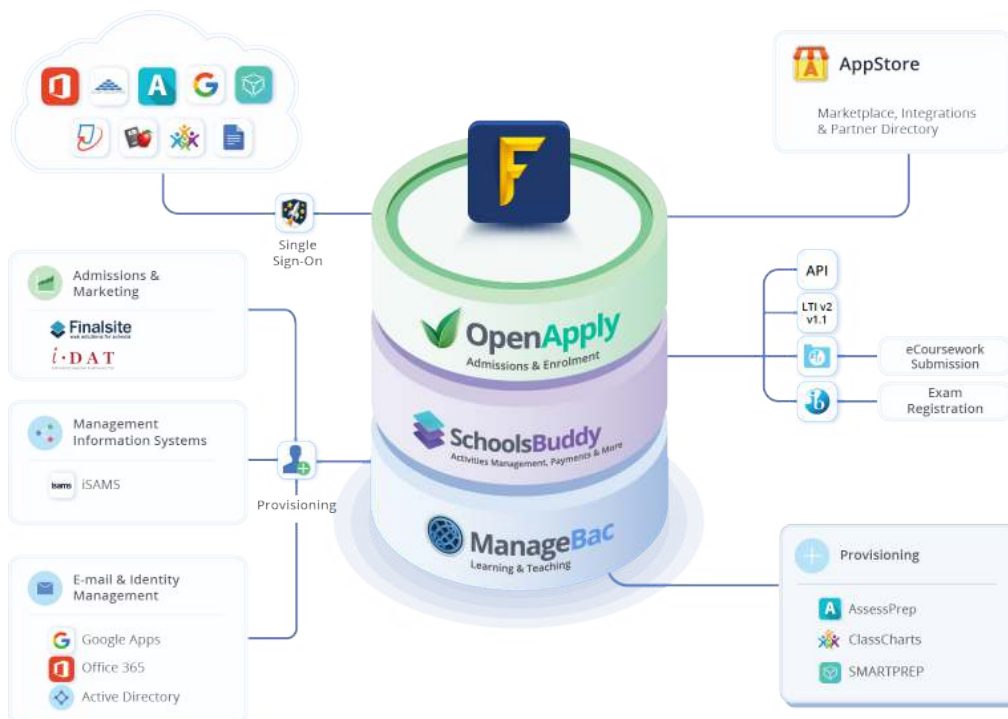 AppStore
Marketplace, Integrations
& Partner Directory
Single
Sign-On
Admissions &
Marketing
Finalsite
i·DAT
Management
Information Systems
isams iSAMS
E-mail & Identity
Management
Google Apps
Office 365
Active Directory
Provisioning
OpenApply
Admissions & Enrolment
SchoolsBuddy
Activities Management, Payments & More
ManageBac
Learning & Teaching
API
LTI v2
v1.1
eCoursework
Submission
Exam
Registration
Provisioning
AssessPrep
ClassCharts
SMARTPREP